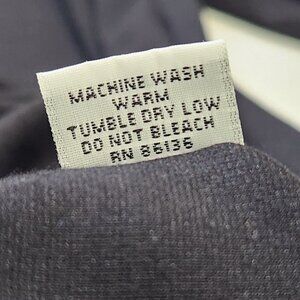 MACHINE WASH
WARM
TUMBLE DRY LOW
DO NOT BLEACH
RN 86136